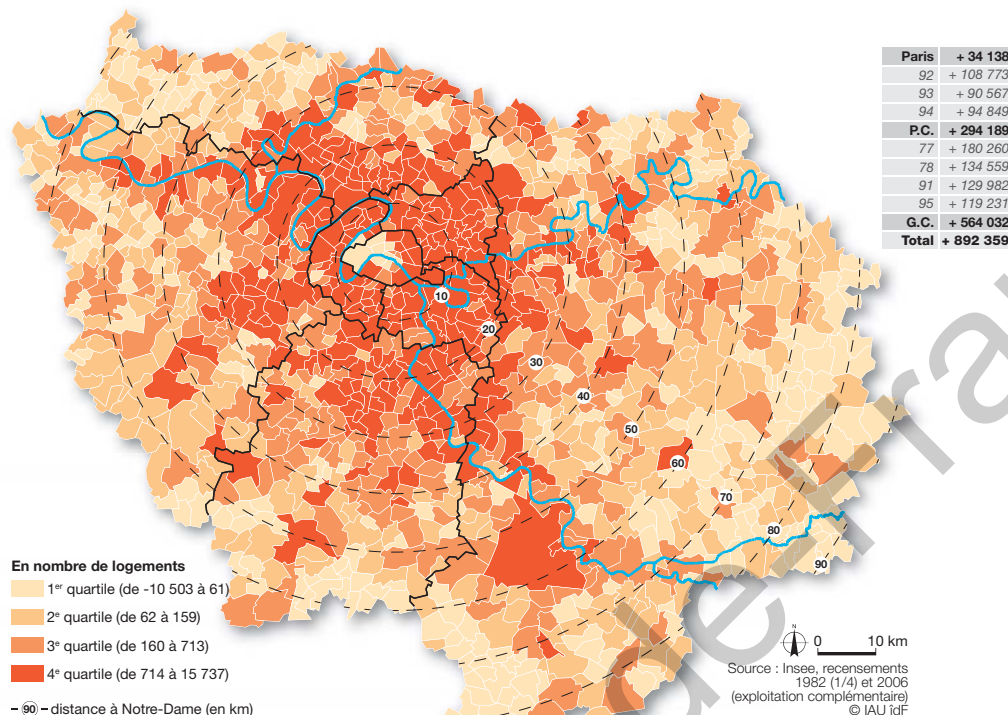 Paris + 34 138
92 + 108 773
93 + 90 567
94 + 94 849
P.C. + 294 189
77 + 180 260
78 + 134 559
91 + 129 982
95 + 119 231
G.C. + 564 032
Total + 892 359
10
20
30
40
50
60
70
80
90
En nombre de logements
1er quartile (de -10 503 à 61)
2e quartile (de 62 à 159)
3e quartile (de 160 à 713)
4e quartile (de 714 à 15 737)
– 90 – distance à Notre-Dame (en km)
N
0 10 km
Source : Insee, recensements
1982 (1/4) et 2006
(exploitation complémentaire)
© IAU îdF
deFra